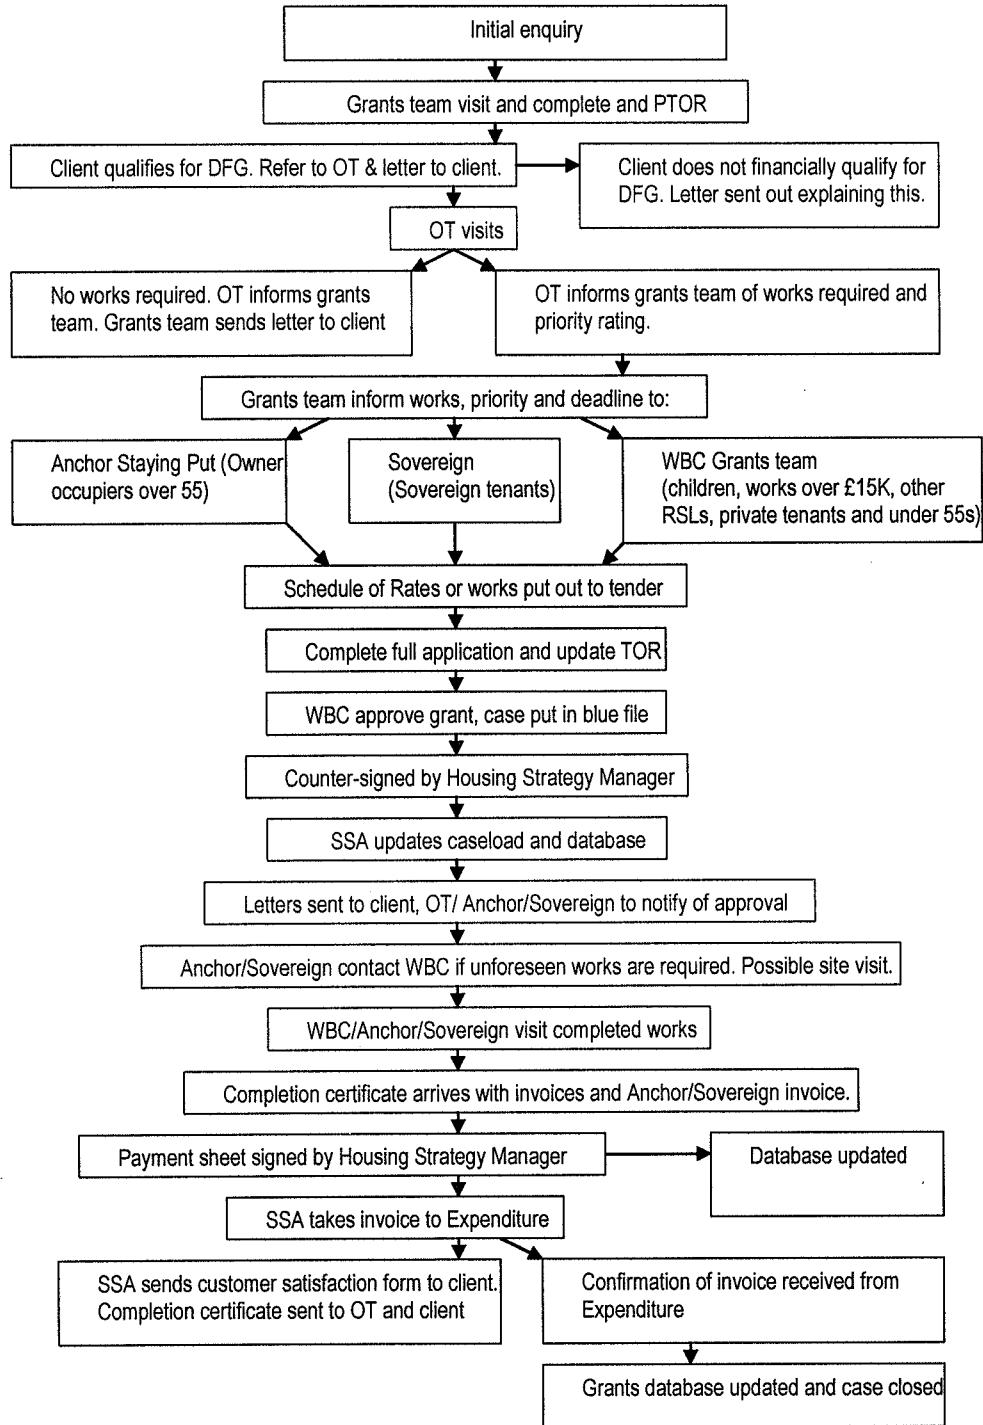 Initial enquiry
Grants team visit and complete and PTOR
Client qualifies for DFG. Refer to OT & letter to client.
Client does not financially qualify for
DFG. Letter sent out explaining this.
OT visits
No works required. OT informs grants
team. Grants team sends letter to client
OT informs grants team of works required and
priority rating.
Grants team inform works, priority and deadline to:
Anchor Staying Put (Owner
occupiers over 55)
Sovereign
(Sovereign tenants)
WBC Grants team
(children, works over £15K, other
RSLs, private tenants and under 55s)
Schedule of Rates or works put out to tender
Complete full application and update TOR
WBC approve grant, case put in blue file
Counter-signed by Housing Strategy Manager
SSA updates caseload and database
Letters sent to client, OT/ Anchor/Sovereign to notify of approval
Anchor/Sovereign contact WBC if unforeseen works are required. Possible site visit.
WBC/Anchor/Sovereign visit completed works
Completion certificate arrives with invoices and Anchor/Sovereign invoice.
Payment sheet signed by Housing Strategy Manager
Database updated
SSA takes invoice to Expenditure
SSA sends customer satisfaction form to client.
Completion certificate sent to OT and client
Confirmation of invoice received from
Expenditure
Grants database updated and case closed